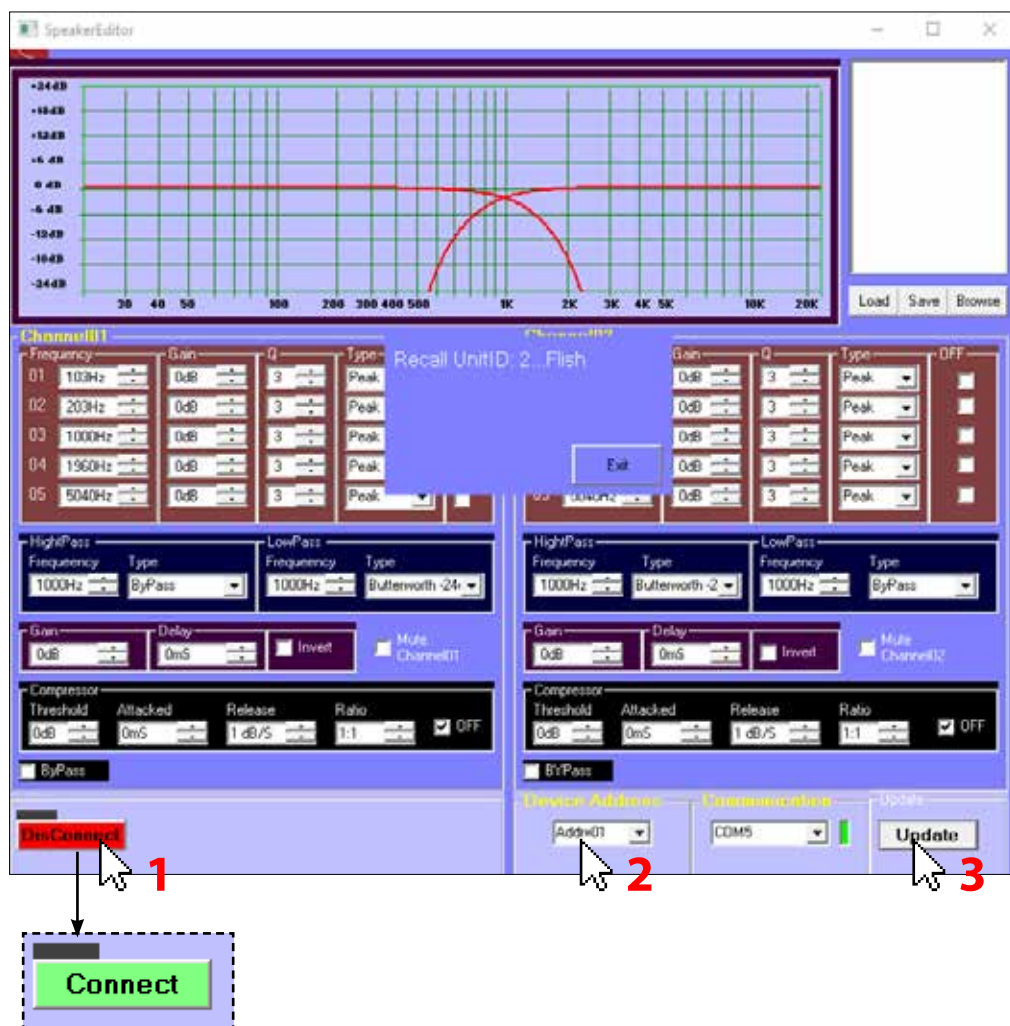 SpeakerEditor
+24dB
+18dB
+12dB
+6 dB
0 dB
-6 dB
-12dB
-18dB
-24dB
30 40 50 100 200 300 400 500 1K 2K 3K 4K 5K 10K 20K
Load Save Browse
Channel01
Frequency Gain Q Type Gain Q Type OFF
Recall UnitID: 2...Flish
01 103Hz 0dB 3 Peak 0dB 3 Peak
02 203Hz 0dB 3 Peak 0dB 3 Peak
03 1000Hz 0dB 3 Peak 0dB 3 Peak
04 1960Hz 0dB 3 Peak 0dB 3 Peak
Exit
05 5040Hz 0dB 3 Peak 0dB 3 Peak
HightPass LowPass HightPass LowPass
Frequency Type Frequency Type Frequency Type Frequency Type
1000Hz ByPass 1000Hz Butterworth -24 1000Hz Butterworth -2 1000Hz ByPass
Gain Delay Gain Delay
0dB 0mS Invert Mute Channel01 0dB 0mS Invert Mute Channel02
Compressor Compressor
Threshold Attacked Release Ratio Threshold Attacked Release Ratio
0dB 0mS 1 dB/S 1:1 OFF 0dB 0mS 1 dB/S 1:1 OFF
ByPass BYPass
Device Address Communication Update
DisConnect Addr=01 COM5 Update
1 2 3
Connect